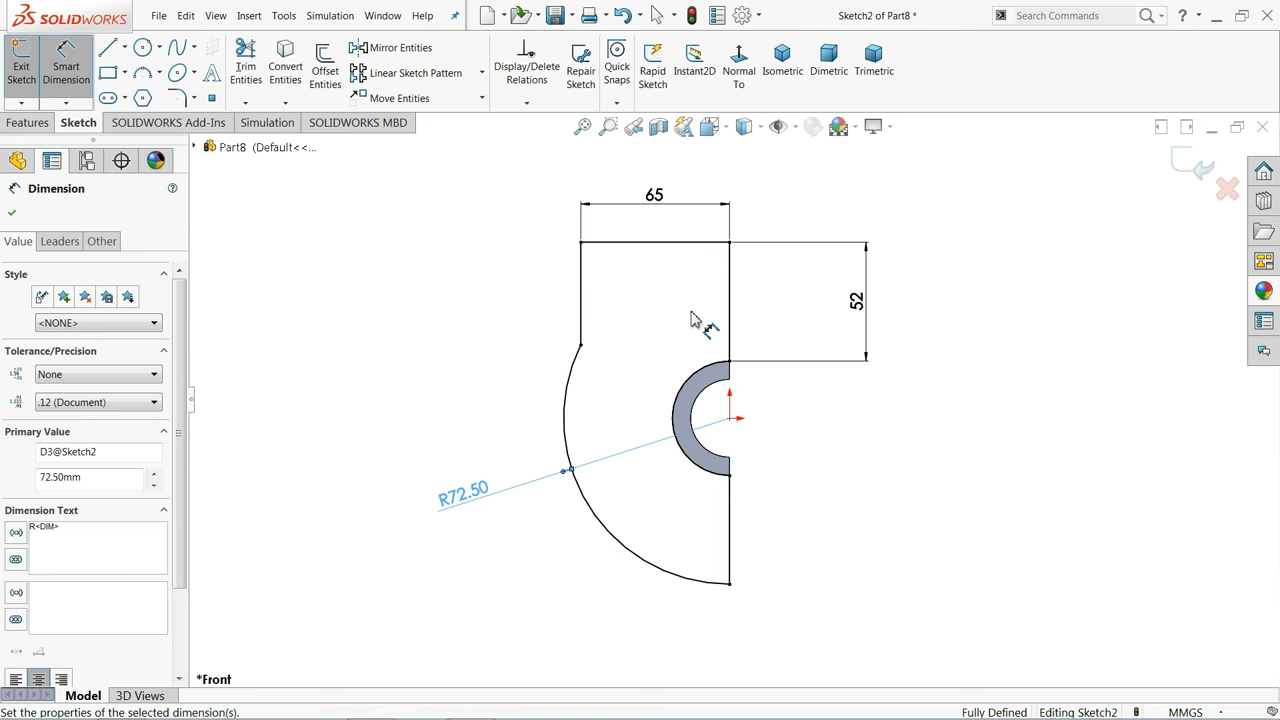 SOLIDWORKS
File Edit View Insert Tools Simulation Window Help
Sketch2 of Part8 *
Search Commands
?
Exit Sketch
Smart Dimension
Trim Entities
Convert Entities
Offset Entities
Mirror Entities
Linear Sketch Pattern
Move Entities
Display/Delete Relations
Repair Sketch
Quick Snaps
Rapid Sketch
Instant2D
Normal To
Isometric
Dimetric
Trimetric
Features Sketch SOLIDWORKS Add-Ins Simulation SOLIDWORKS MBD
Part8 (Default<<...
Dimension
Value Leaders Other
Style
<NONE>
Tolerance/Precision
None
.12 (Document)
Primary Value
D3@Sketch2
72.50mm
Dimension Text
R<DIM>
65
52
R72.50
*Front
Model 3D Views
Set the properties of the selected dimension(s).
Fully Defined Editing Sketch2 MMGS